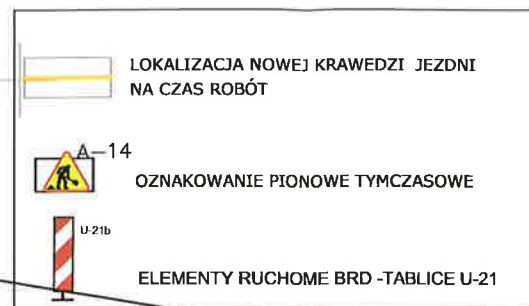 LOKALIZACJA NOWEJ KRAWEDZI JEZDNI
NA CZAS ROBÓT
A-14
OZNAKOWANIE PIONOWE TYMCZASOWE
U-21b
ELEMENTY RUCHOME BRD -TABLICE U-21